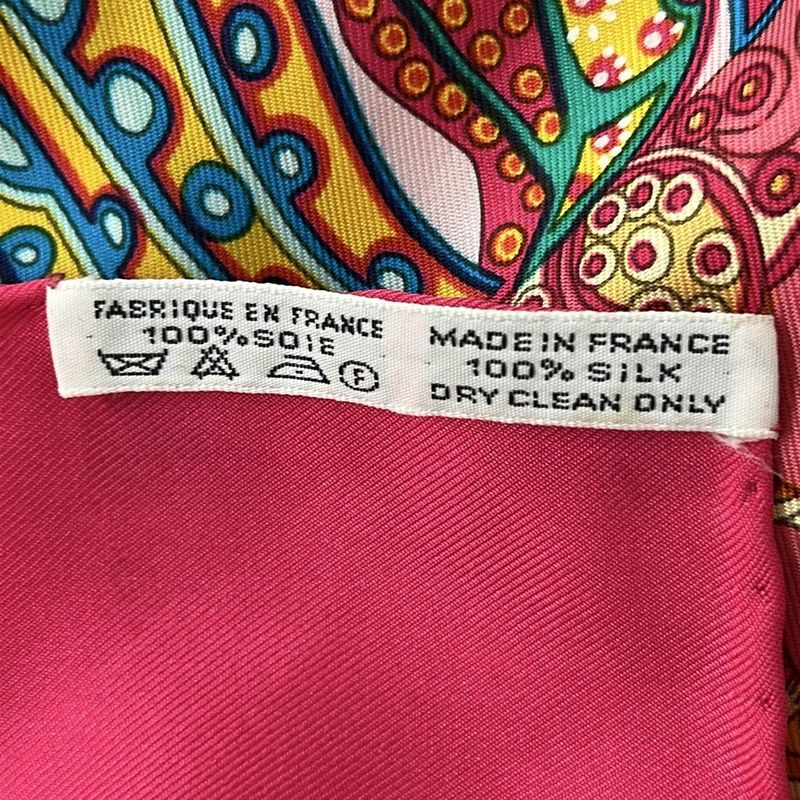 FABRIQUE EN FRANCE
100% SOIE
F
MADE IN FRANCE
100% SILK
DRY CLEAN ONLY